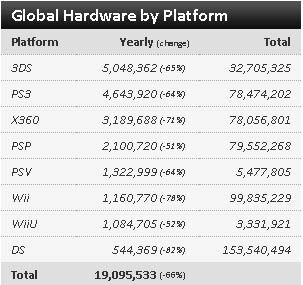 Global Hardware by Platform
Platform Yearly (change) Total
3DS 5,048,362 (-65%) 32,705,325
PS3 4,643,920 (-64%) 78,474,202
X360 3,189,688 (-71%) 78,056,801
PSP 2,100,720 (-51%) 79,552,268
PSV 1,322,999 (-64%) 5,477,805
Wii 1,160,770 (-78%) 99,835,229
WiiU 1,084,705 (-52%) 3,331,921
DS 544,369 (-82%) 153,540,494
Total 19,095,533 (-66%)